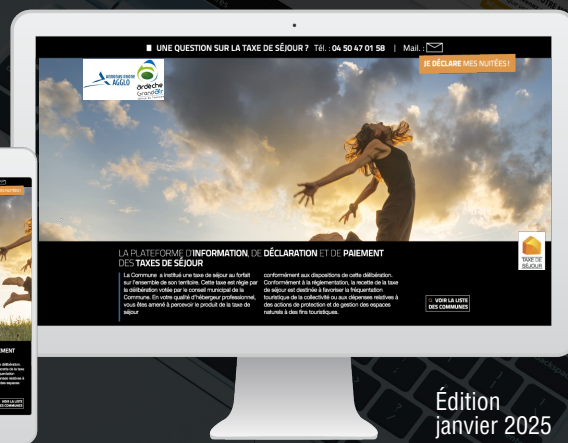 UNE QUESTION SUR LA TAXE DE SÉJOUR ? Tél. : 04 50 47 01 58 | Mail. :
JE DÉCLARE MES NUITÉES !
ANNONAY RHÔNE
AGGLO
ardèche
Grand air
LA PLATEFORME D'INFORMATION, DE DÉCLARATION ET DE PAIEMENT
DES TAXES DE SÉJOUR
La Commune a institué une taxe de séjour au forfait
sur l'ensemble de son territoire. Cette taxe est régie par
la délibération votée par le conseil municipal de la
Commune. En votre qualité d'hébergeur professionnel,
vous êtes amené à percevoir le produit de la taxe de
séjour
conformément aux dispositions de cette délibération.
Conformément à la réglementation, la recette de la taxe
de séjour est destinée à favoriser la fréquentation
touristique de la collectivité ou aux dépenses relatives à
des actions de protection et de gestion des espaces
naturels à des fins touristiques.
TAXE DE
SÉJOUR
VOIR LA LISTE
DES COMMUNES
Édition
janvier 2025